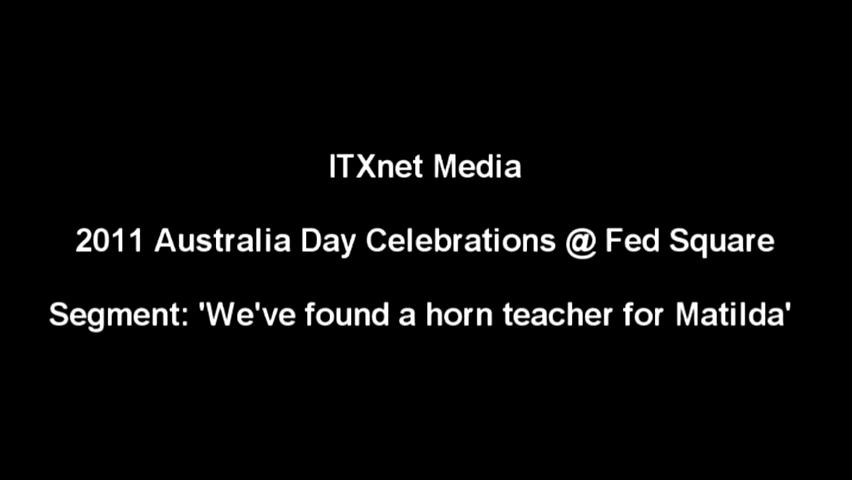 ITXnet Media
2011 Australia Day Celebrations @ Fed Square
Segment: 'We've found a horn teacher for Matilda'